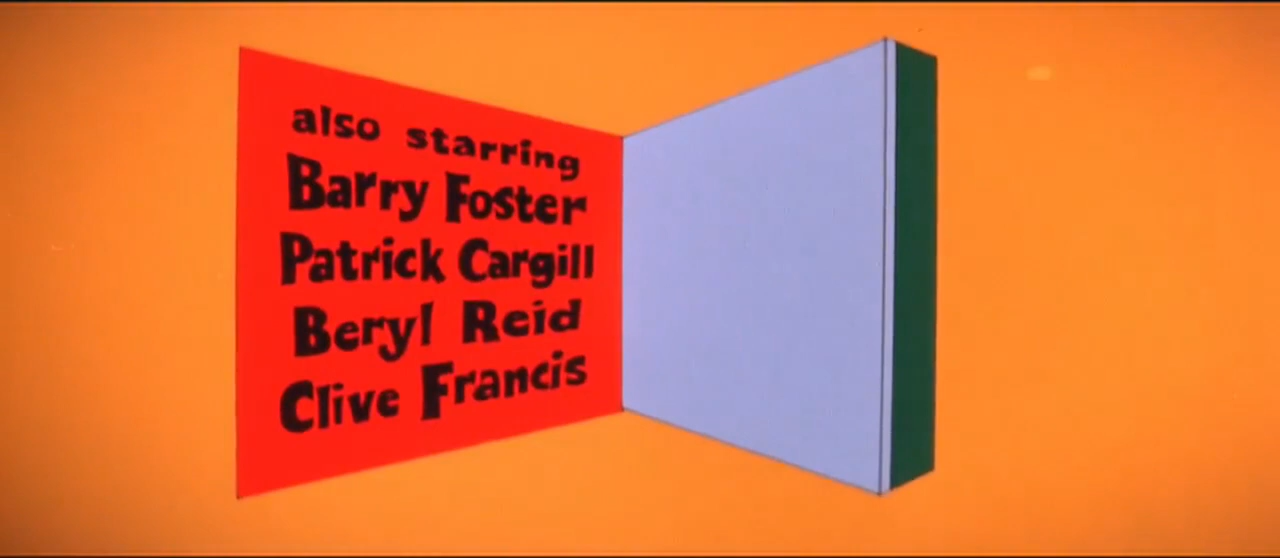 also starring
Barry Foster
Patrick Cargill
Beryl Reid
Clive Francis